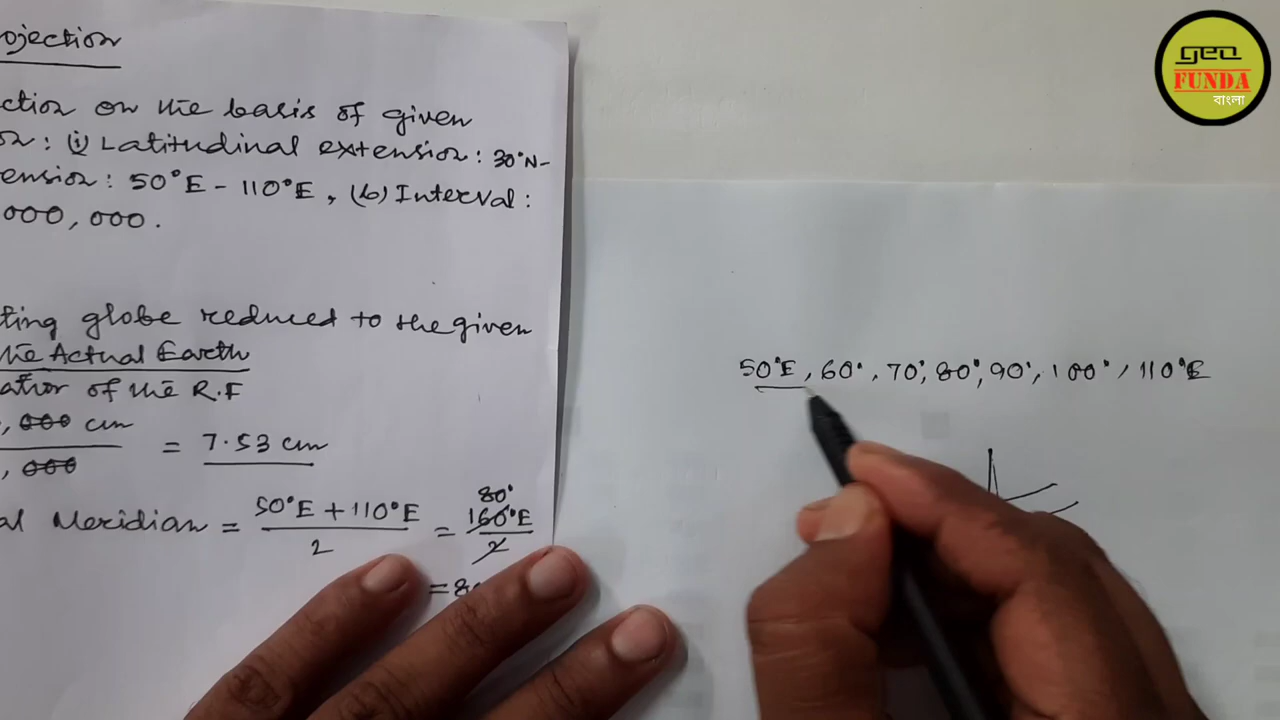 ojection
ction on the basis of given
on: (i) Latitudinal extension: 30°N-
ension: 50°E - 110°E, (b) Interval:
000,000.
ting globe reduced to the given
the Actual Earth
of the R.F
, 000 cm
, 000
= 7.53 cm
al Meridian = 50°E + 110°E / 2 = 160°E / 2
80°
= 8
50°E, 60°, 70°, 80°, 90°, 100°, 110°E
geo
FUNDA
বাংলা